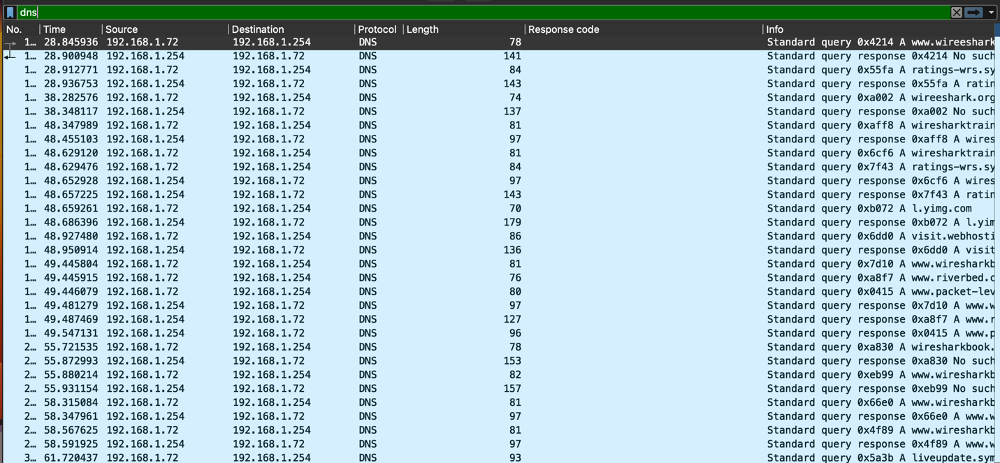 dns
No. Time Source Destination Protocol Length Response code Info
1… 28.845936 192.168.1.72 192.168.1.254 DNS 78 Standard query 0x4214 A www.wireeshark
1… 28.900948 192.168.1.254 192.168.1.72 DNS 141 Standard query response 0x4214 No such
1… 28.912771 192.168.1.72 192.168.1.254 DNS 84 Standard query 0x55fa A ratings-wrs.sy
1… 28.936753 192.168.1.254 192.168.1.72 DNS 143 Standard query response 0x55fa A ratin
1… 38.282576 192.168.1.72 192.168.1.254 DNS 74 Standard query 0xa002 A wireeshark.org
1… 38.348117 192.168.1.254 192.168.1.72 DNS 137 Standard query response 0xa002 No such
1… 48.347989 192.168.1.72 192.168.1.254 DNS 81 Standard query 0xaff8 A wiresharktrain
1… 48.455103 192.168.1.254 192.168.1.72 DNS 97 Standard query response 0xaff8 A wires
1… 48.629120 192.168.1.72 192.168.1.254 DNS 81 Standard query 0x6cf6 A wiresharktrain
1… 48.629476 192.168.1.72 192.168.1.254 DNS 84 Standard query 0x7f43 A ratings-wrs.sy
1… 48.652928 192.168.1.254 192.168.1.72 DNS 97 Standard query response 0x6cf6 A wires
1… 48.657225 192.168.1.254 192.168.1.72 DNS 143 Standard query response 0x7f43 A ratin
1… 48.659261 192.168.1.72 192.168.1.254 DNS 70 Standard query 0xb072 A l.yimg.com
1… 48.686396 192.168.1.254 192.168.1.72 DNS 179 Standard query response 0xb072 A l.yim
1… 48.927480 192.168.1.72 192.168.1.254 DNS 86 Standard query 0x6dd0 A visit.webhosti
1… 48.950914 192.168.1.254 192.168.1.72 DNS 136 Standard query response 0x6dd0 A visit
1… 49.445804 192.168.1.72 192.168.1.254 DNS 81 Standard query 0x7d10 A www.wiresharkb
1… 49.445915 192.168.1.72 192.168.1.254 DNS 76 Standard query 0xa8f7 A www.riverbed.c
1… 49.446079 192.168.1.72 192.168.1.254 DNS 80 Standard query 0x0415 A www.packet-lev
1… 49.481279 192.168.1.254 192.168.1.72 DNS 97 Standard query response 0x7d10 A www.w
1… 49.487469 192.168.1.254 192.168.1.72 DNS 127 Standard query response 0xa8f7 A www.r
1… 49.547131 192.168.1.254 192.168.1.72 DNS 96 Standard query response 0x0415 A www.p
2… 55.721535 192.168.1.72 192.168.1.254 DNS 78 Standard query 0xa830 A wiresharkbook.
2… 55.872993 192.168.1.254 192.168.1.72 DNS 153 Standard query response 0xa830 No such
2… 55.880214 192.168.1.72 192.168.1.254 DNS 82 Standard query 0xeb99 A www.wiresharkb
2… 55.931154 192.168.1.254 192.168.1.72 DNS 157 Standard query response 0xeb99 No such
2… 58.315084 192.168.1.72 192.168.1.254 DNS 81 Standard query 0x66e0 A www.wiresharkb
2… 58.347961 192.168.1.254 192.168.1.72 DNS 97 Standard query response 0x66e0 A www.w
2… 58.567625 192.168.1.72 192.168.1.254 DNS 81 Standard query 0x4f89 A www.wiresharkb
2… 58.591925 192.168.1.254 192.168.1.72 DNS 97 Standard query response 0x4f89 A www.w
3… 61.720437 192.168.1.72 192.168.1.254 DNS 93 Standard query 0x5a3b A liveupdate.sym